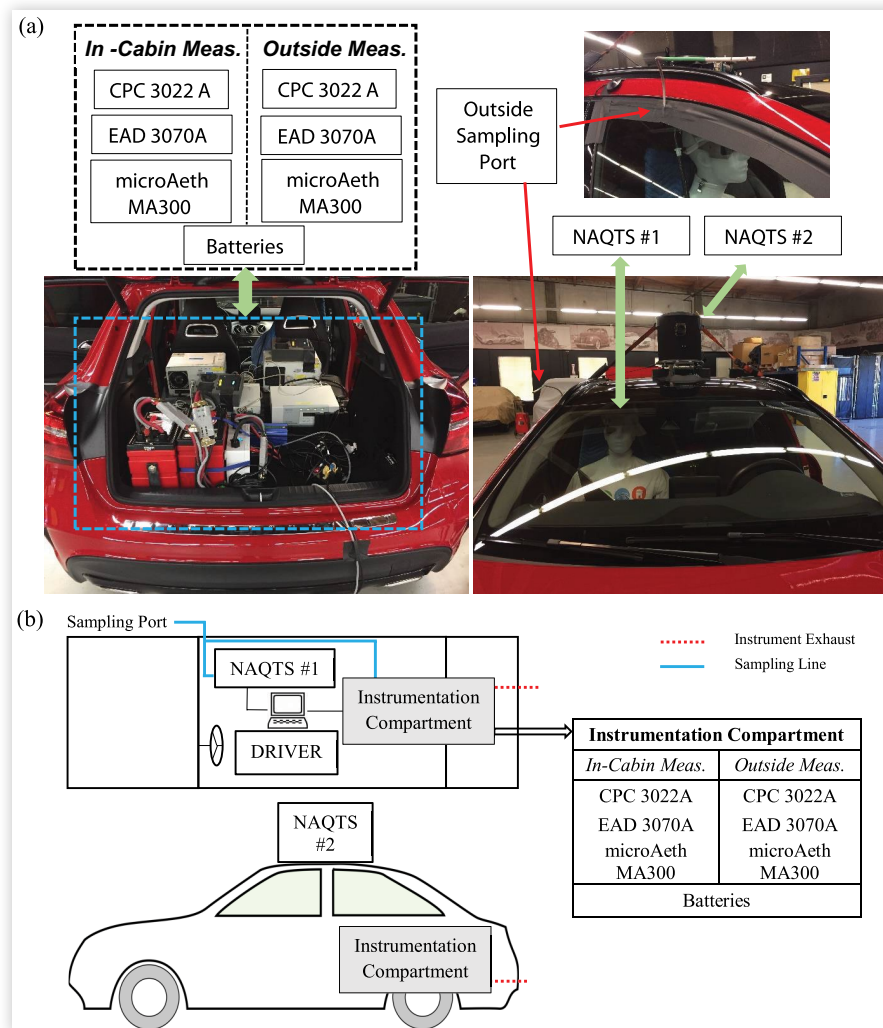 (a)
In -Cabin Meas.
Outside Meas.
CPC 3022 A
CPC 3022 A
EAD 3070A
EAD 3070A
microAeth
MA300
microAeth
MA300
Batteries
Outside
Sampling
Port
NAQTS #1
NAQTS #2
(b)
Sampling Port
NAQTS #1
Instrumentation
Compartment
DRIVER
Instrument Exhaust
Sampling Line
Instrumentation Compartment
In-Cabin Meas.
Outside Meas.
CPC 3022A
CPC 3022A
EAD 3070A
EAD 3070A
microAeth
MA300
microAeth
MA300
Batteries
NAQTS
#2
Instrumentation
Compartment